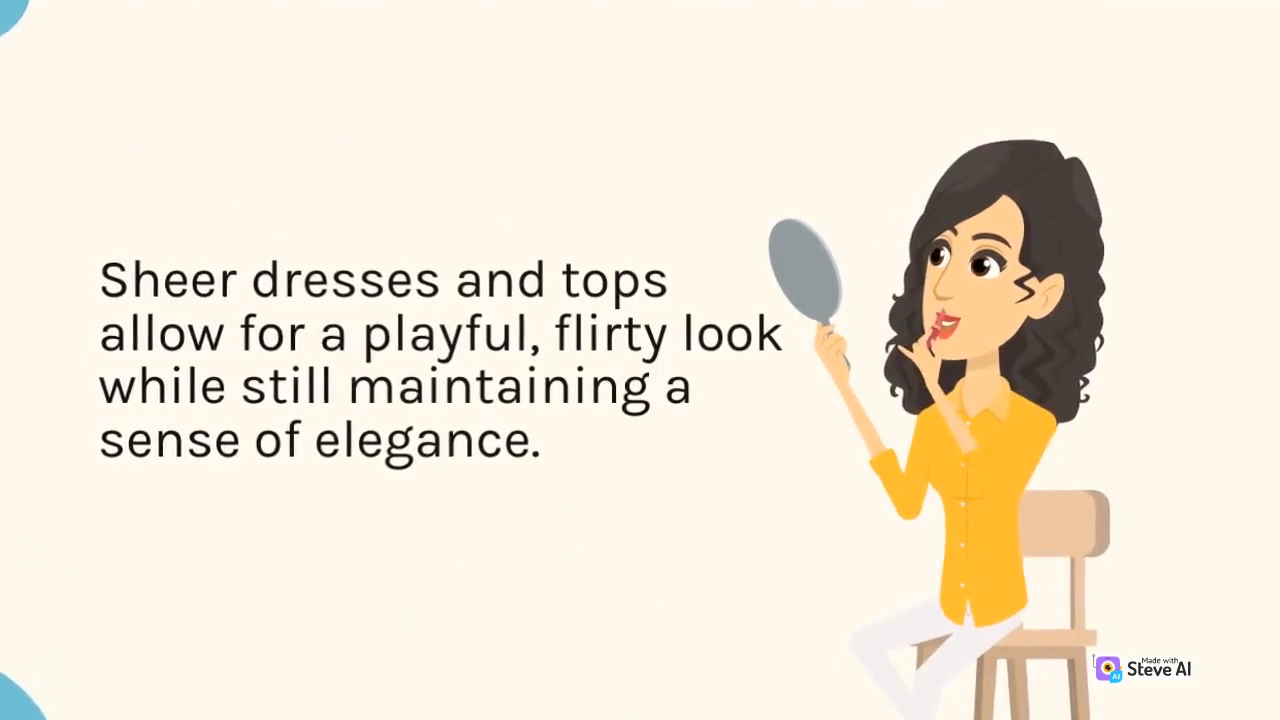 Sheer dresses and tops
allow for a playful, flirty look
while still maintaining a
sense of elegance.
Made with
Steve AI
AI